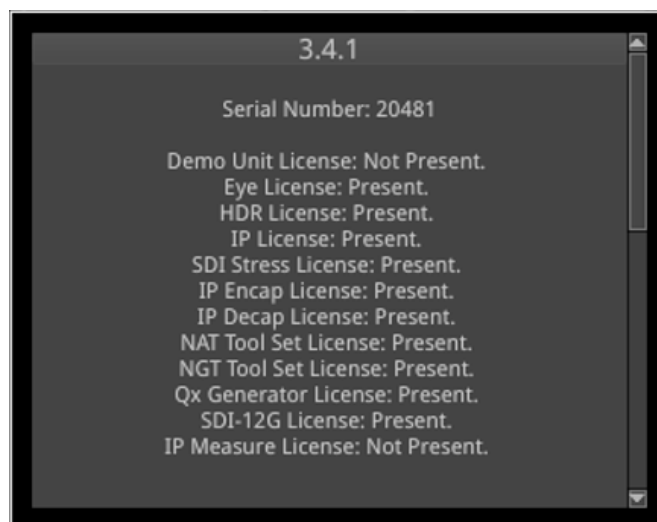 3.4.1
Serial Number: 20481
Demo Unit License: Not Present.
Eye License: Present.
HDR License: Present.
IP License: Present.
SDI Stress License: Present.
IP Encap License: Present.
IP Decap License: Present.
NAT Tool Set License: Present.
NGT Tool Set License: Present.
Qx Generator License: Present.
SDI-12G License: Present.
IP Measure License: Not Present.